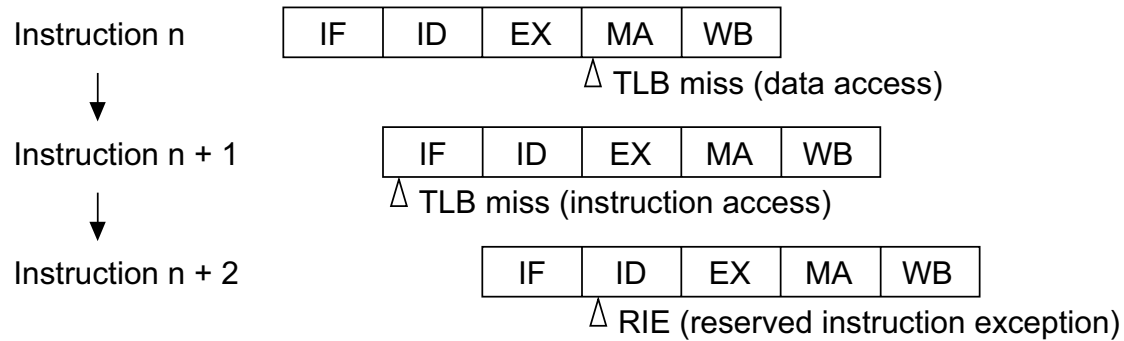 Instruction n IF ID EX MA WB
TLB miss (data access)
Instruction n + 1 IF ID EX MA WB
TLB miss (instruction access)
Instruction n + 2 IF ID EX MA WB
RIE (reserved instruction exception)